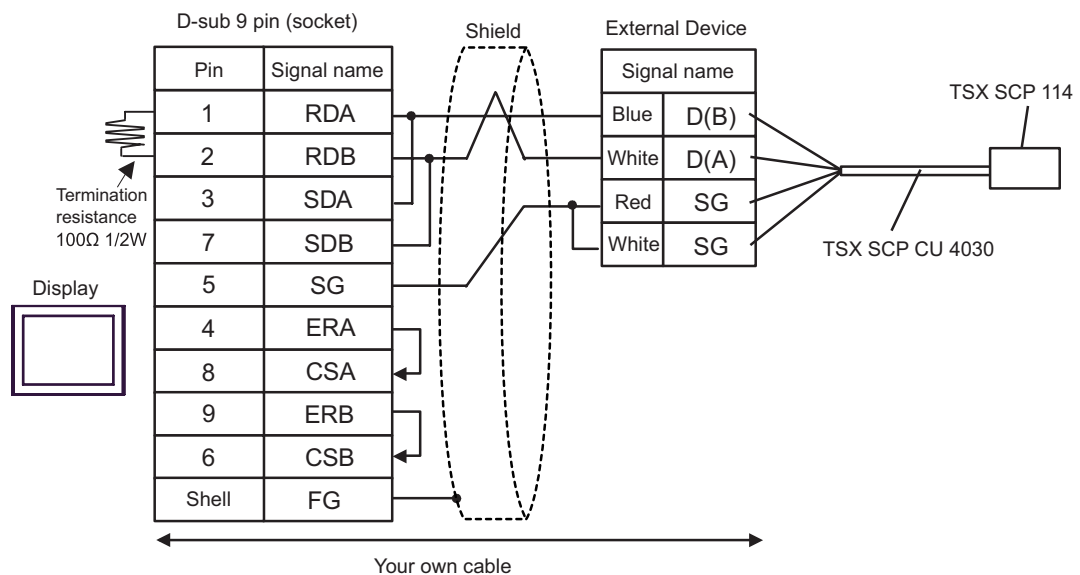 D-sub 9 pin (socket)
Shield
External Device
Pin Signal name
1 RDA
2 RDB
3 SDA
7 SDB
5 SG
4 ERA
8 CSA
9 ERB
6 CSB
Shell FG
Termination
resistance
100Ω 1/2W
Display
Signal name
Blue D(B)
White D(A)
Red SG
White SG
TSX SCP 114
TSX SCP CU 4030
Your own cable